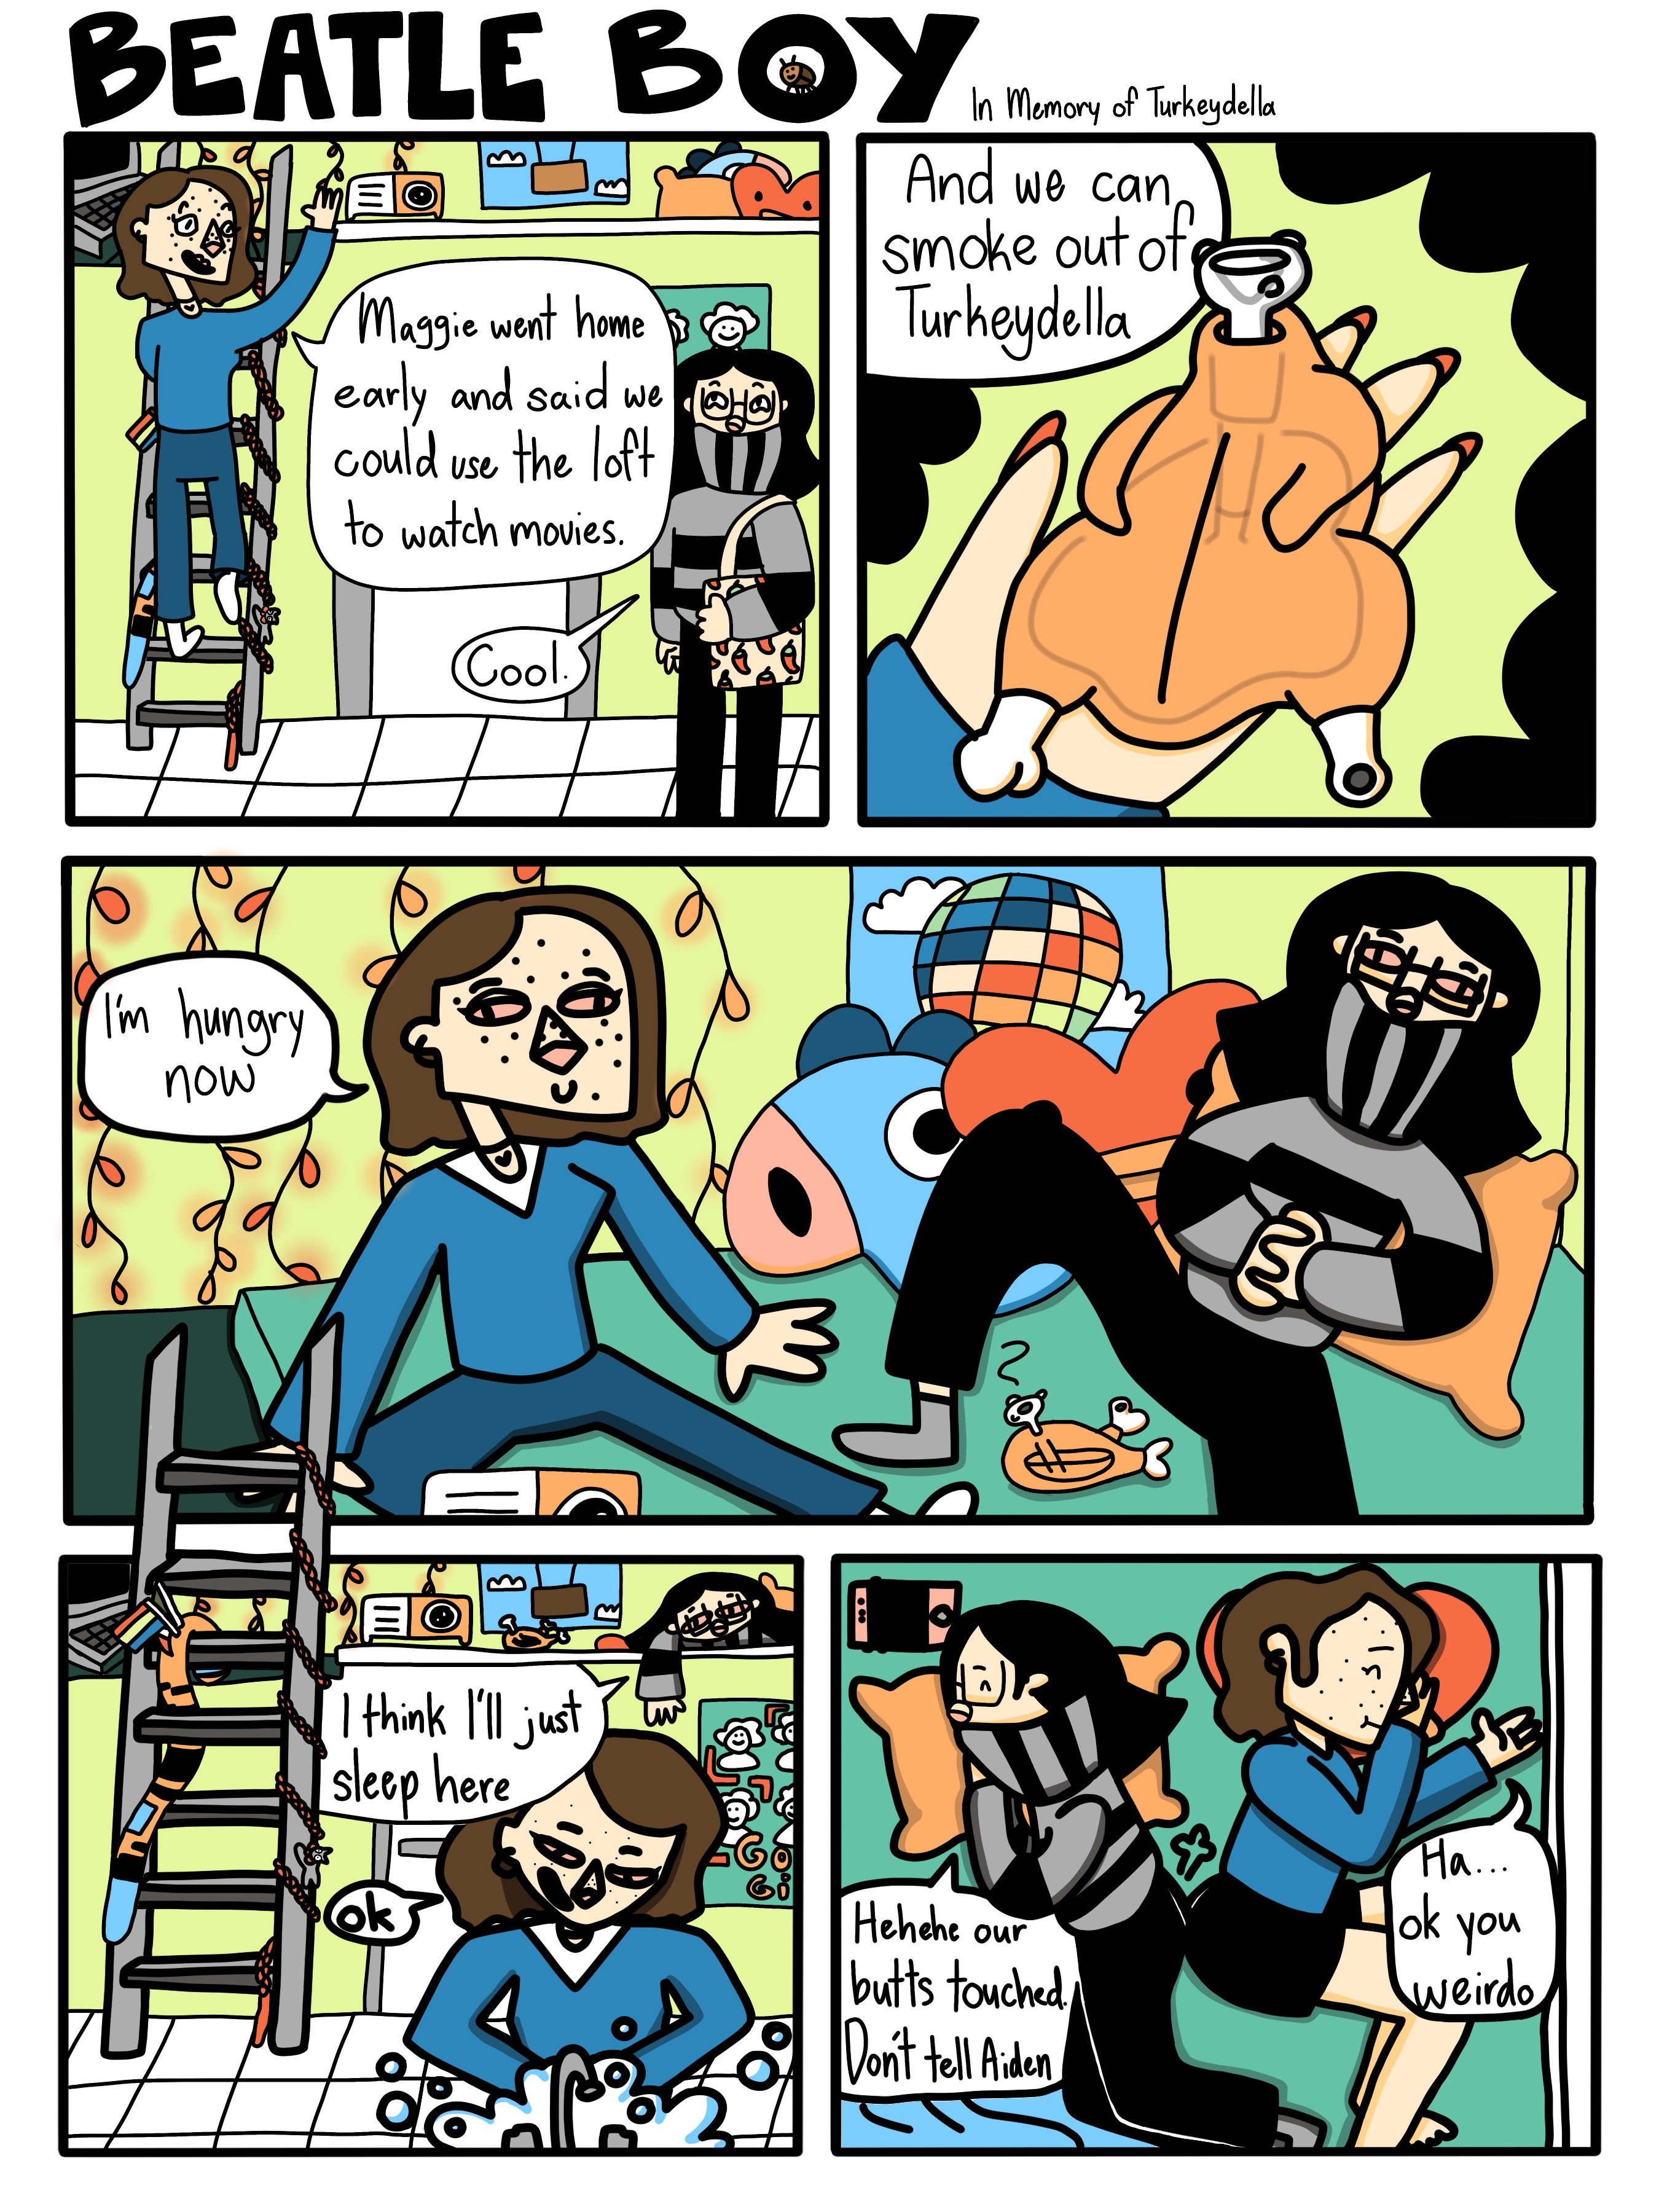 BEATLE BOY
In Memory of Turkeydella
Maggie went home
early and said we
could use the loft
to watch movies.
Cool.
And we can
smoke out of
Turkeydella
I'm hungry
now
I think I'll just
sleep here
ok
Go
Gi
Hehehe our
butts touched.
Don't tell Aiden
Ha...
ok you
weirdo